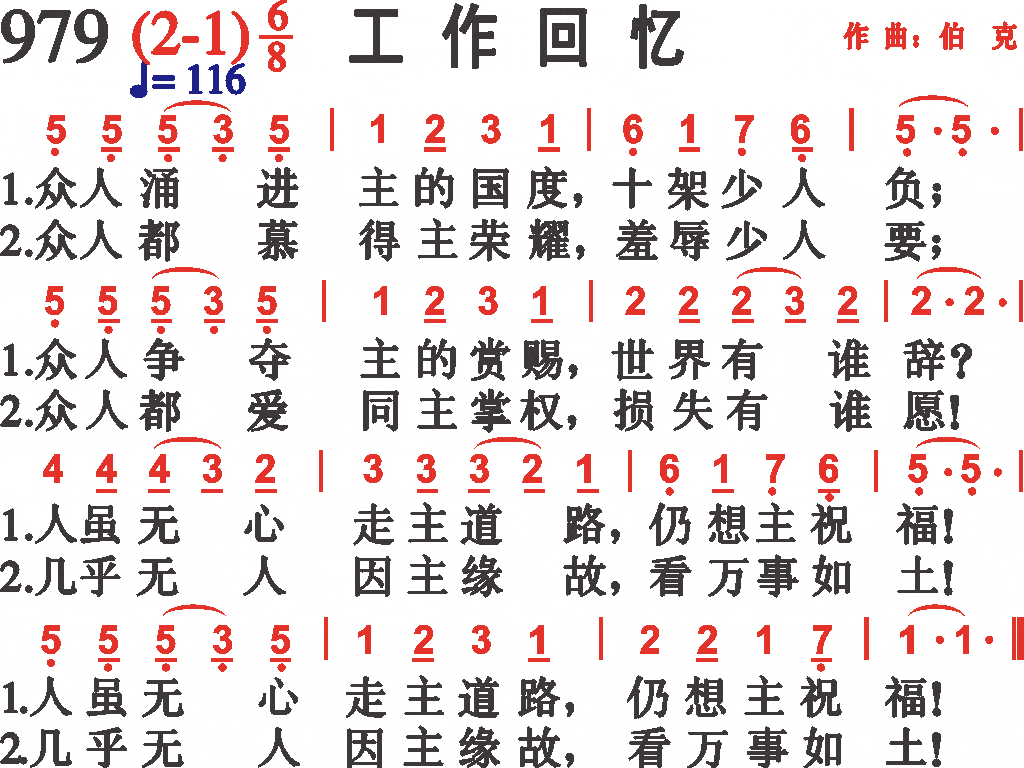 979 (2-1) 6/8 工作回忆 作曲：伯 克
♩= 116
5 5 5 3 5 | 1 2 3 1 | 6 1 7 6 | 5 · 5 · |
1.众人涌 进 主的国度，十架少人 负；
2.众人都 慕 得主荣耀，羞辱少人 要；
5 5 5 3 5 | 1 2 3 1 | 2 2 2 3 2 | 2 · 2 · |
1.众人争 夺 主的赏赐，世界有 谁 辞？
2.众人都 爱 同主掌权，损失有 谁 愿！
4 4 4 3 2 | 3 3 3 2 1 | 6 1 7 6 | 5 · 5 · |
1.人虽无 心 走主道 路，仍想主祝 福！
2.几乎无 人 因主缘 故，看万事如 土！
5 5 5 3 5 | 1 2 3 1 | 2 2 1 7 | 1 · 1 · ‖
1.人虽无 心 走主道路， 仍想主祝 福！
2.几乎无 人 因主缘故， 看万事如 土！